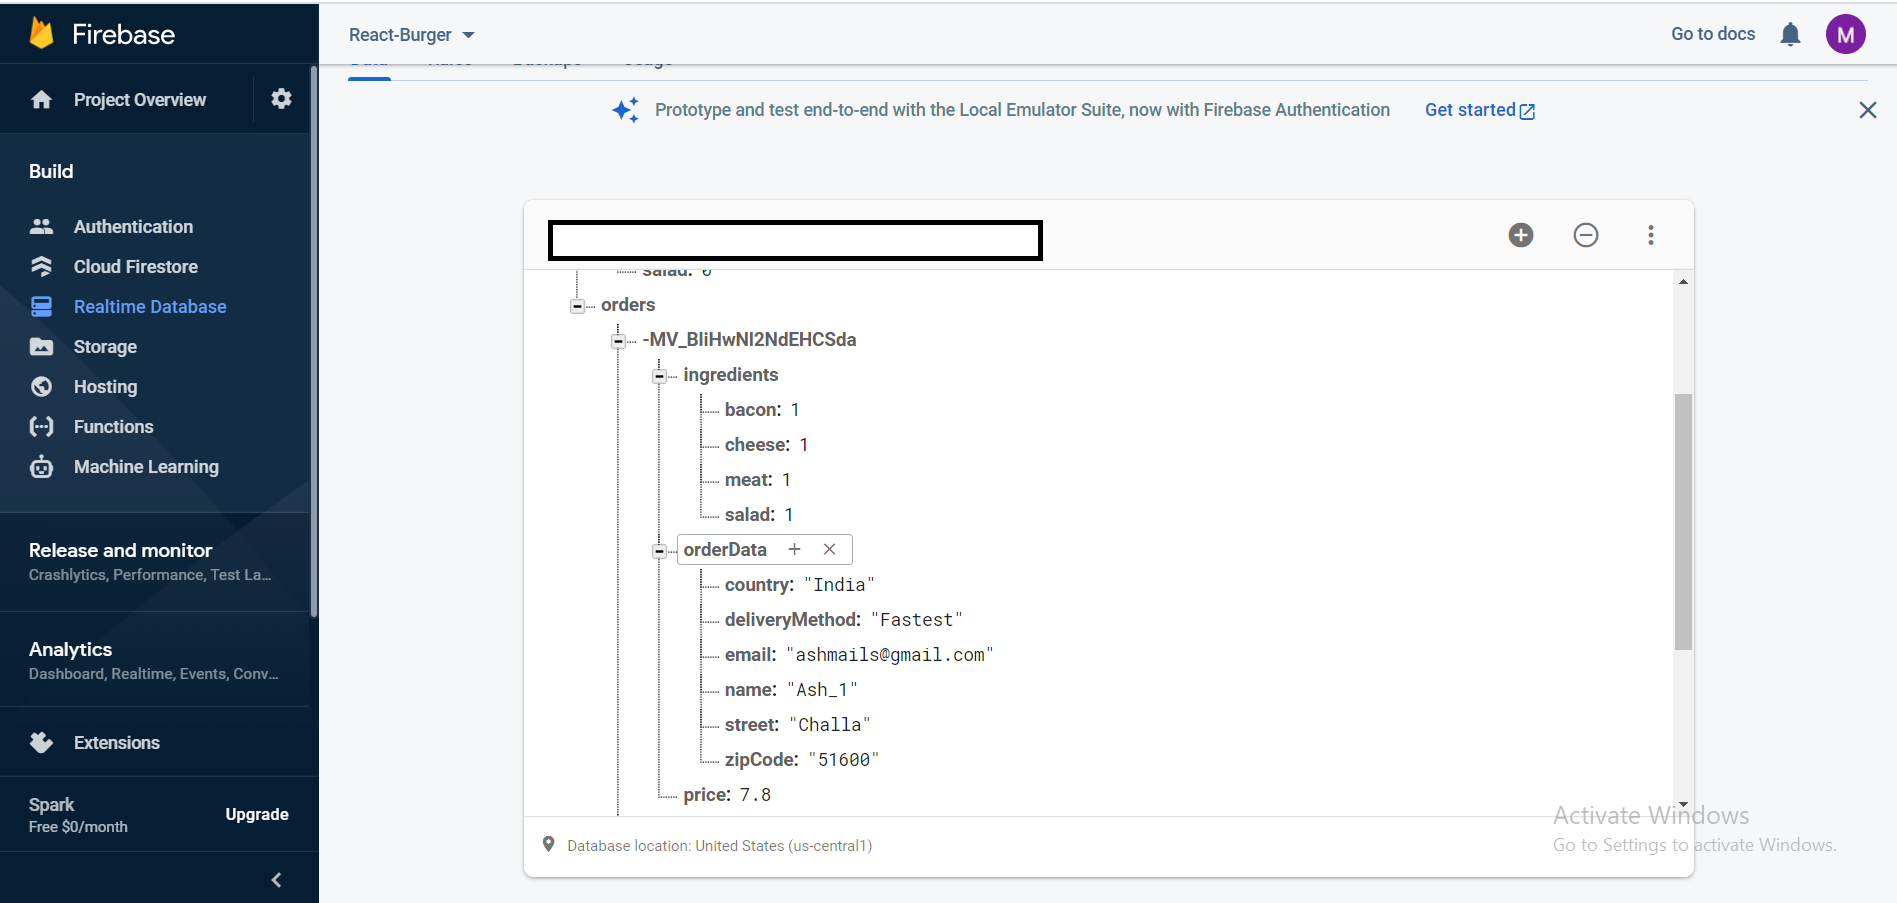 Firebase
React-Burger
Go to docs
M
Project Overview
Prototype and test end-to-end with the Local Emulator Suite, now with Firebase Authentication
Get started
Build
Authentication
Cloud Firestore
Realtime Database
Storage
Hosting
Functions
Machine Learning
Release and monitor
Crashlytics, Performance, Test La...
Analytics
Dashboard, Realtime, Events, Conv...
Extensions
Spark
Free $0/month
Upgrade
salad: 0
orders
-MV_BliHwNI2NdEHCSda
ingredients
bacon: 1
cheese: 1
meat: 1
salad: 1
orderData
country: "India"
deliveryMethod: "Fastest"
email: "ashmails@gmail.com"
name: "Ash_1"
street: "Challa"
zipCode: "51600"
price: 7.8
Database location: United States (us-central1)
Activate Windows
Go to Settings to activate Windows.